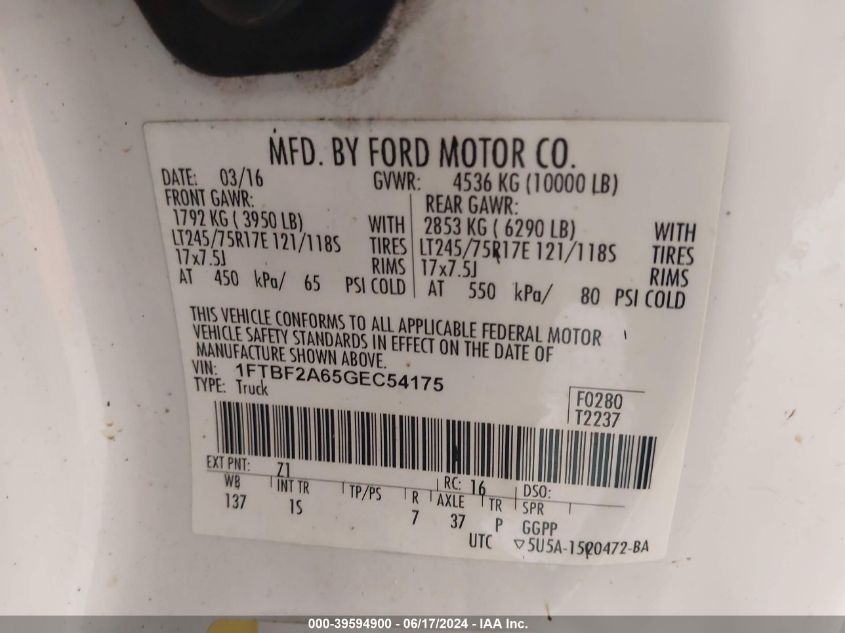 MFD. BY FORD MOTOR CO.
DATE: 03/16 GVWR: 4536 KG (10000 LB)
FRONT GAWR: REAR GAWR:
1792 KG ( 3950 LB) WITH 2853 KG ( 6290 LB) WITH
LT245/75R17E 121/118S TIRES LT245/75R17E 121/118S TIRES
17x7.5J RIMS 17x7.5J RIMS
AT 450 kPa/ 65 PSI COLD AT 550 kPa/ 80 PSI COLD
THIS VEHICLE CONFORMS TO ALL APPLICABLE FEDERAL MOTOR
VEHICLE SAFETY STANDARDS IN EFFECT ON THE DATE OF
MANUFACTURE SHOWN ABOVE.
VIN: 1FTBF2A65GEC54175
TYPE: Truck
F0280
T2237
EXT PNT: Z1 RC: 16 DSO:
WB INT TR TP/PS R AXLE TR SPR
137 1S 7 37 P GGPP
UTC ▽5U5A-1520472-BA
000-39594900 - 06/17/2024 - IAA Inc.